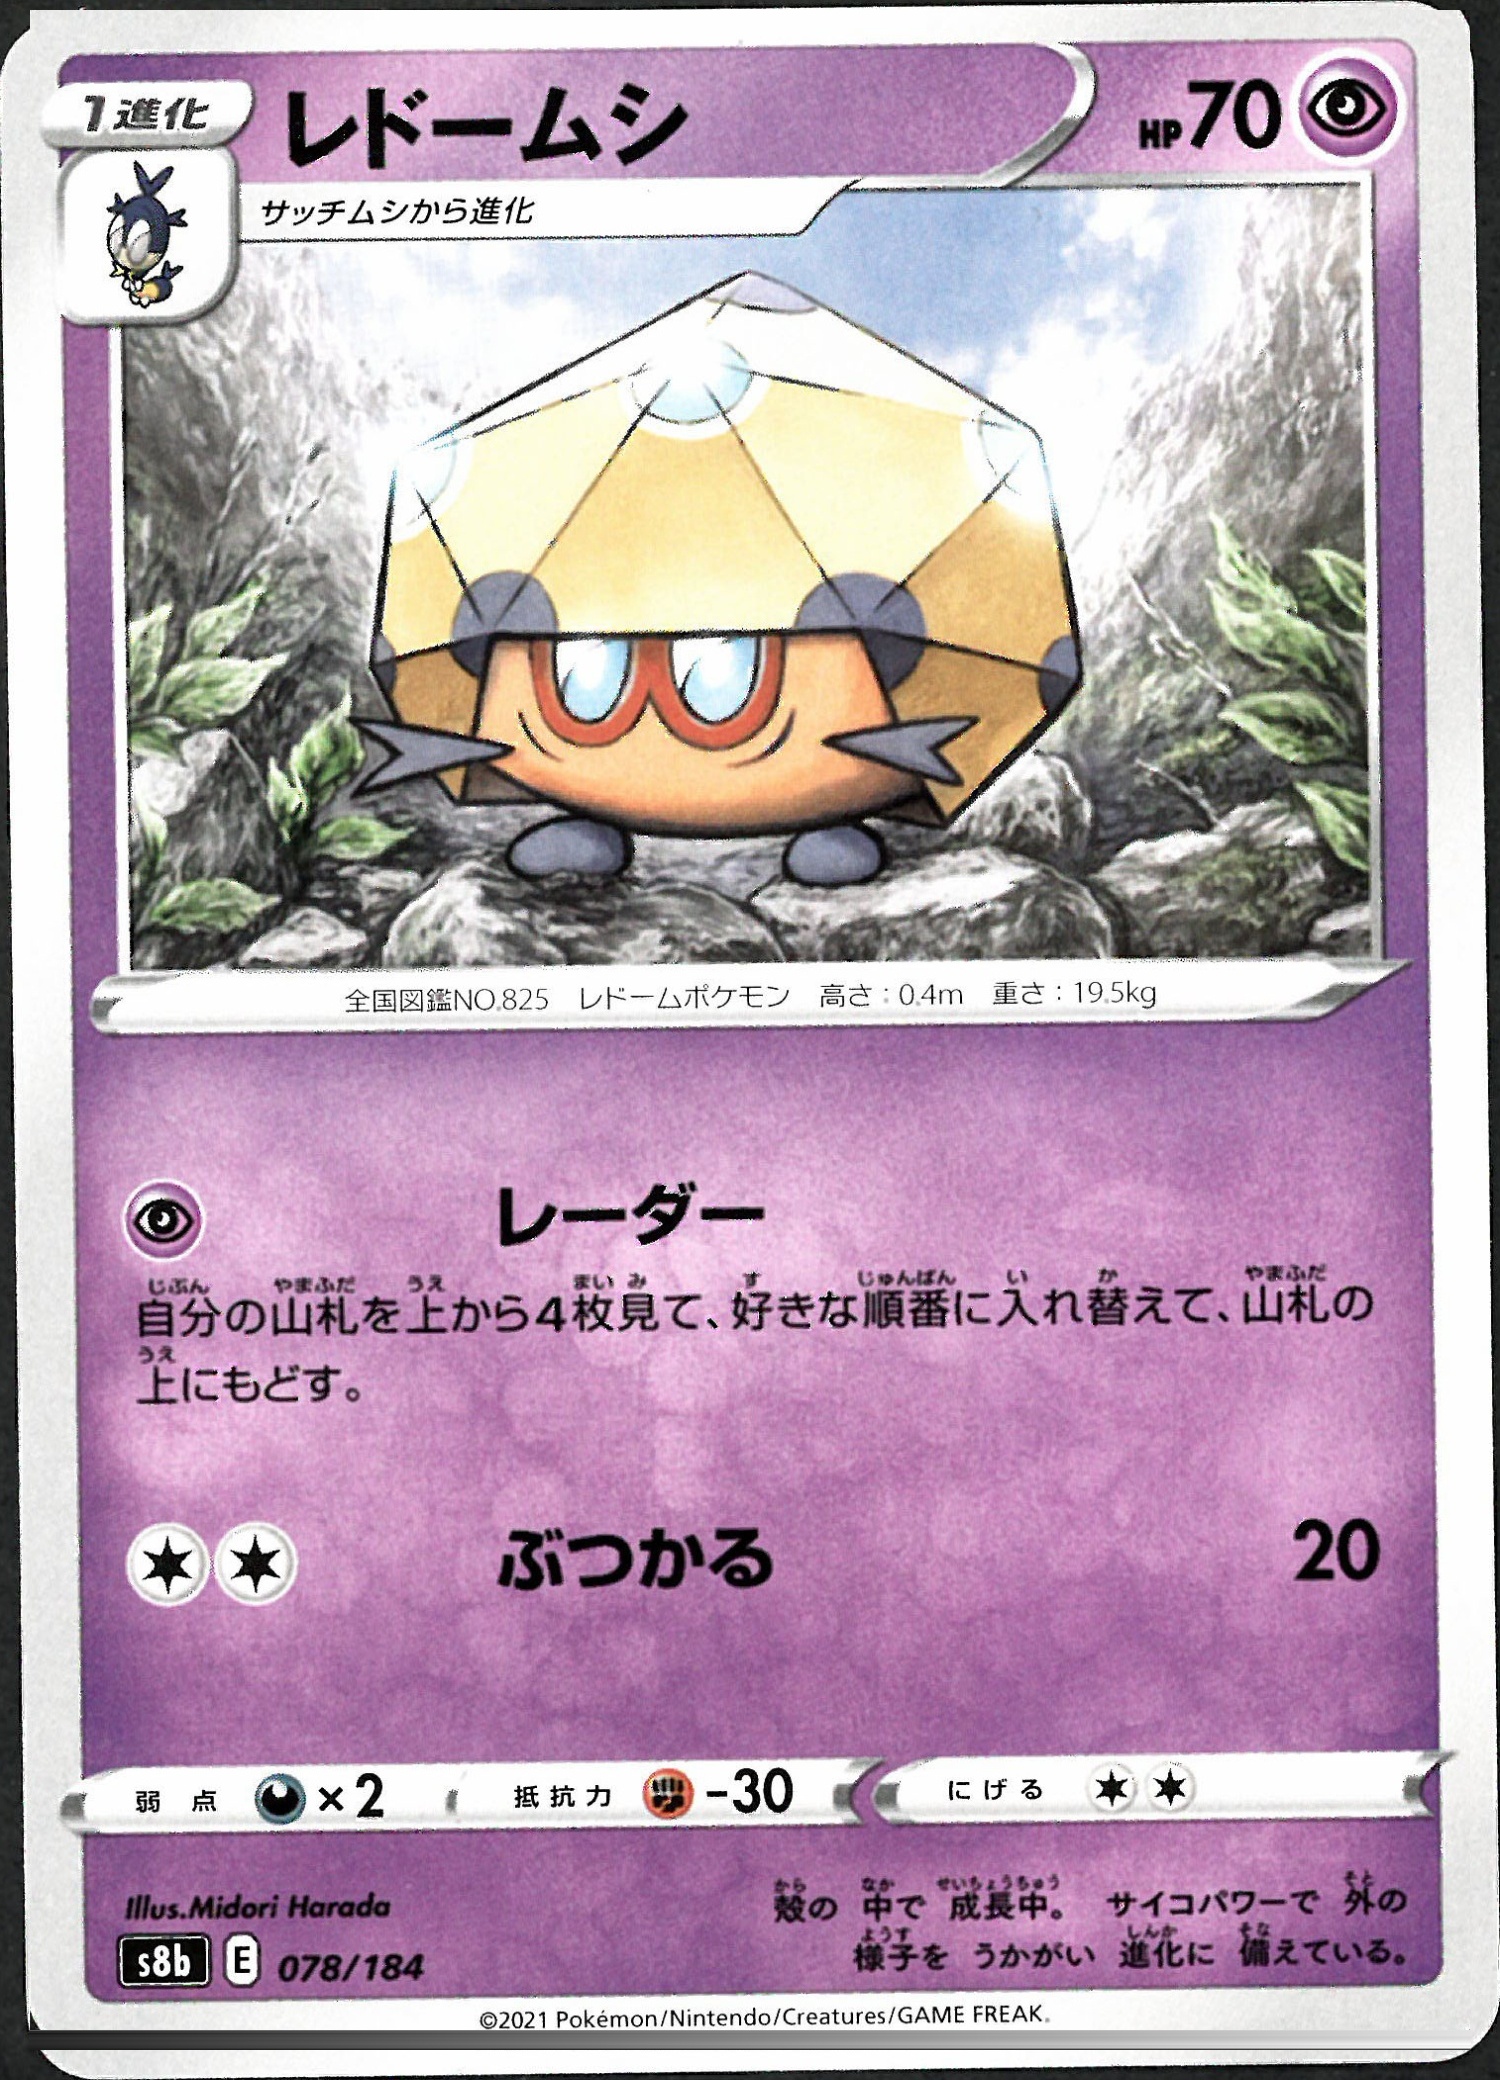 1進化
レドームシ
HP70
サッチムシから進化
全国図鑑NO.825 レドームポケモン 高さ:0.4m 重さ:19.5kg
レーダー
自分の山札を上から4枚見て、好きな順番に入れ替えて、山札の
上にもどす。
ぶつかる 20
弱点 ×2 抵抗力 -30 にげる
Illus.Midori Harada
殻の 中で 成長中。 サイコパワーで 外の
様子を うかがい 進化に 備えている。
s8b E 078/184
©2021 Pokémon/Nintendo/Creatures/GAME FREAK.